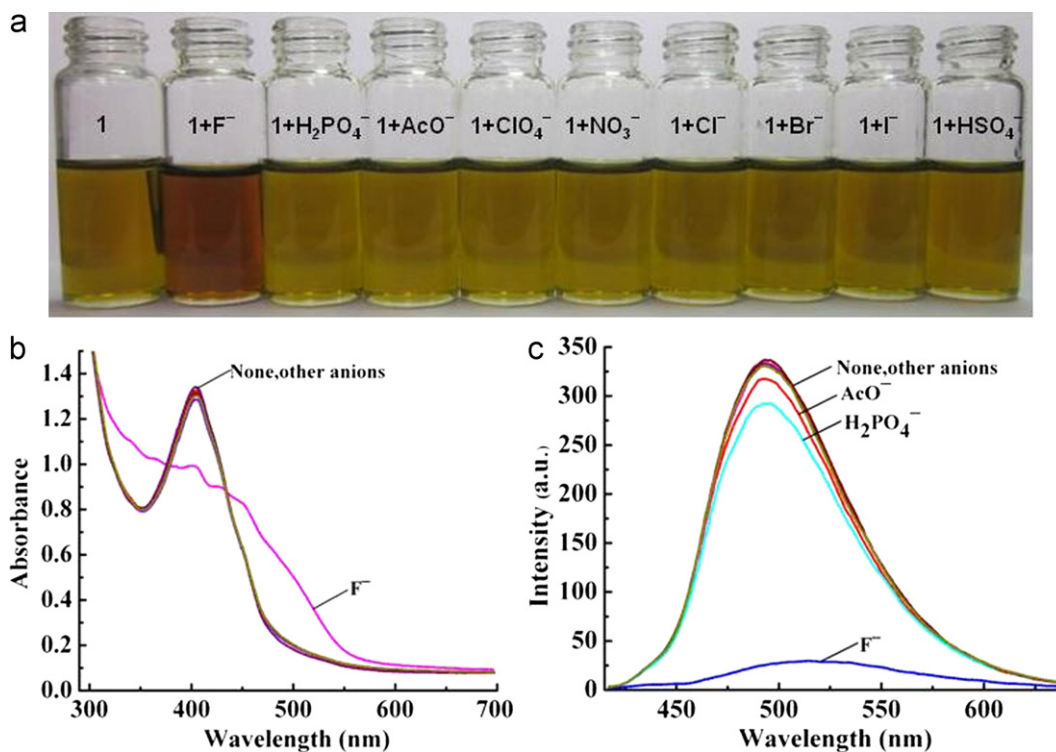 a
1 1+F⁻ 1+H₂PO₄⁻ 1+AcO⁻ 1+ClO₄⁻ 1+NO₃⁻ 1+Cl⁻ 1+Br⁻ 1+I⁻ 1+HSO₄⁻
b
1.4
1.2
1.0
0.8
0.6
0.4
0.2
0.0
Absorbance
None,other anions
F⁻
300 400 500 600 700
Wavelength (nm)
c
350
300
250
200
150
100
50
0
Intensity (a.u.)
None,other anions
AcO⁻
H₂PO₄⁻
F⁻
450 500 550 600
Wavelength (nm)